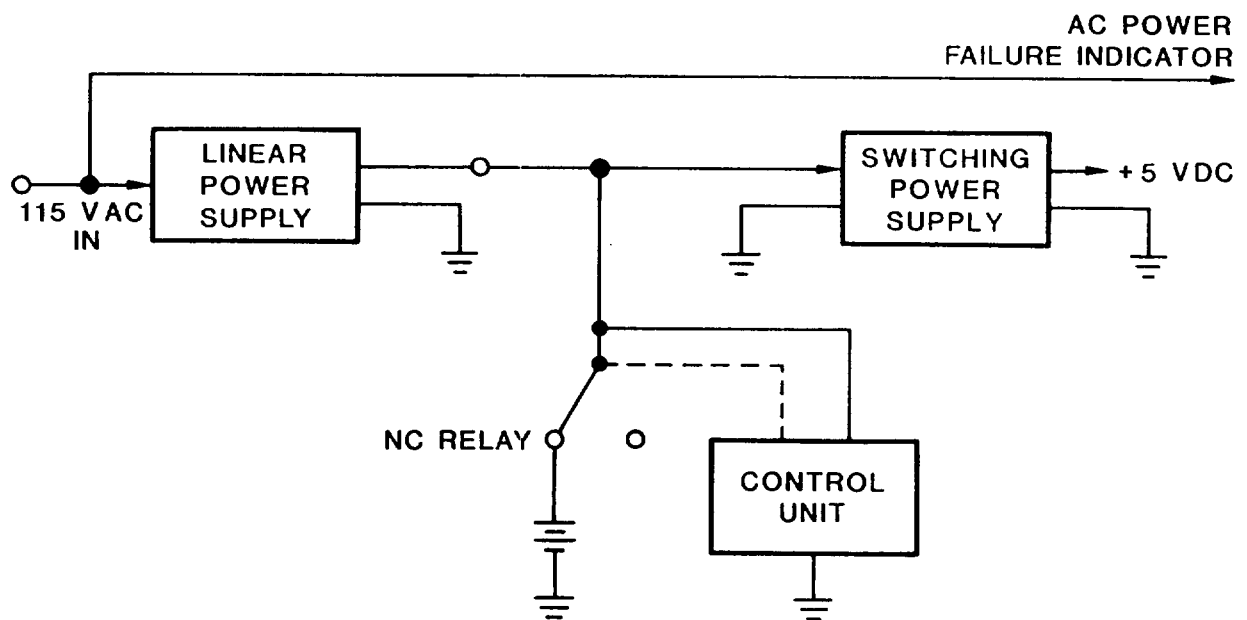 AC POWER
FAILURE INDICATOR
LINEAR
POWER
SUPPLY
SWITCHING
POWER
SUPPLY
+5 VDC
115 VAC
IN
NC RELAY
CONTROL
UNIT